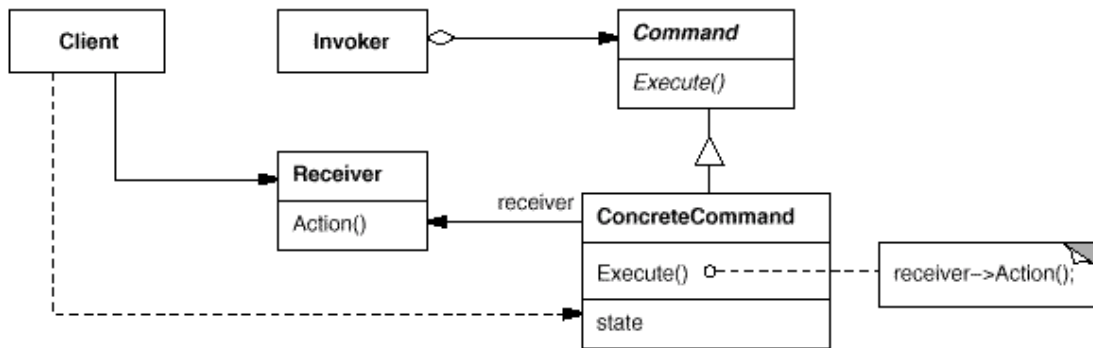 Client
Invoker
Command
Execute()
Receiver
Action()
receiver
ConcreteCommand
Execute()
receiver->Action();
state